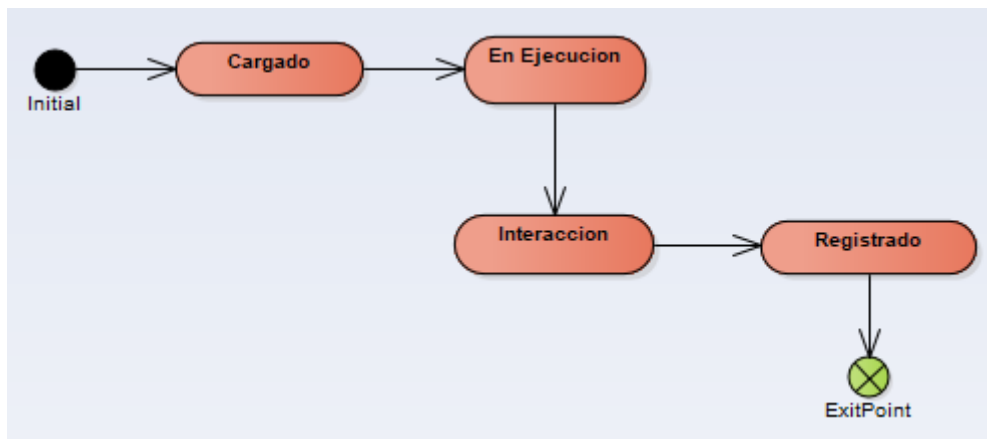 Initial
Cargado
En Ejecucion
Interaccion
Registrado
ExitPoint